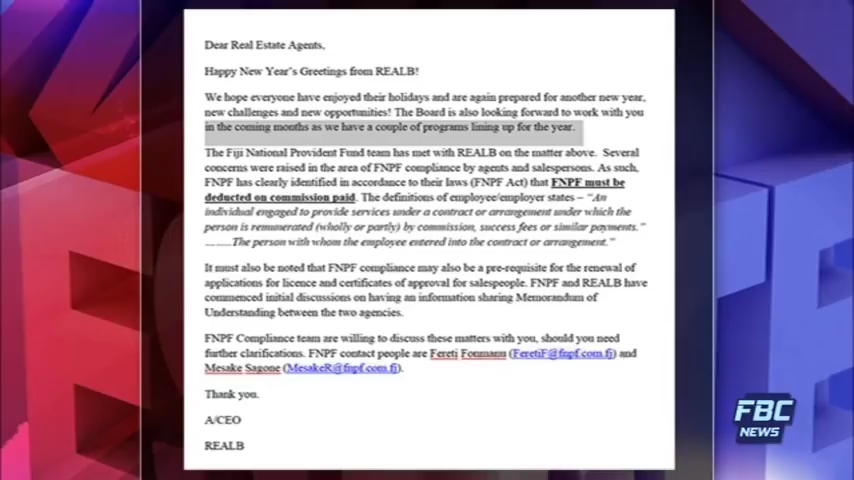 Dear Real Estate Agents,
Happy New Year's Greetings from REALB!
We hope everyone have enjoyed their holidays and are again prepared for another new year,
new challenges and new opportunities! The Board is also looking forward to work with you
in the coming months as we have a couple of programs lining up for the year.
The Fiji National Provident Fund team has met with REALB on the matter above. Several
concerns were raised in the area of FNPF compliance by agents and salespersons. As such,
FNPF has clearly identified in accordance to their laws (FNPF Act) that FNPF must be
deducted on commission paid. The definitions of employee/employer states – "An
individual engaged to provide services under a contract or arrangement under which the
person is remunerated (wholly or partly) by commission, success fees or similar payments."
.......The person with whom the employee entered into the contract or arrangement."
It must also be noted that FNPF compliance may also be a pre-requisite for the renewal of
applications for licence and certificates of approval for salespeople. FNPF and REALB have
commenced initial discussions on having an information sharing Memorandum of
Understanding between the two agencies.
FNPF Compliance team are willing to discuss these matters with you, should you need
further clarifications. FNPF contact people are Fereti Fonmanu (FeretiF@fnpf.com.fj) and
Mesake Sagone (MesakeR@fnpf.com.fj).
Thank you.
A/CEO
REALB
FBC
NEWS